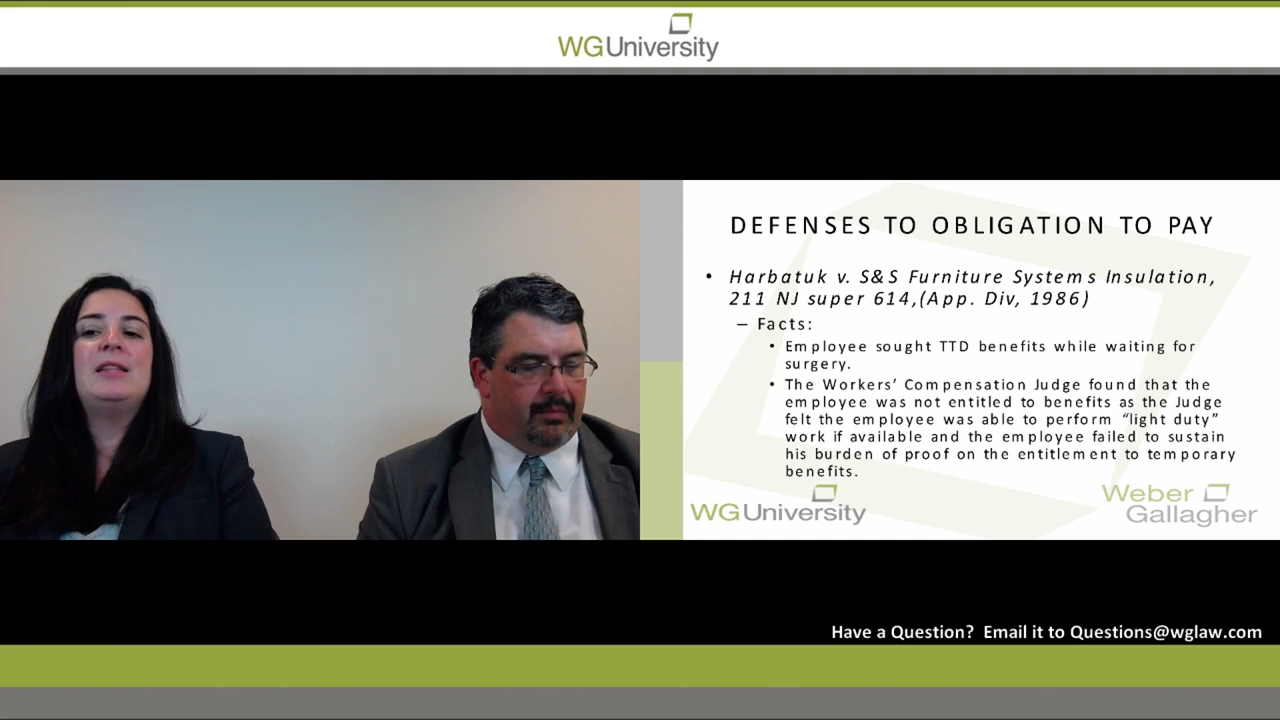 WGUniversity
DEFENSES TO OBLIGATION TO PAY
• Harbatuk v. S&S Furniture Systems Insulation,
211 NJ super 614,(App. Div, 1986)
– Facts:
• Employee sought TTD benefits while waiting for
surgery.
• The Workers’ Compensation Judge found that the
employee was not entitled to benefits as the Judge
felt the employee was able to perform “light duty”
work if available and the employee failed to sustain
his burden of proof on the entitlement to temporary
benefits.
WGUniversity
Weber
Gallagher
Have a Question? Email it to Questions@wglaw.com